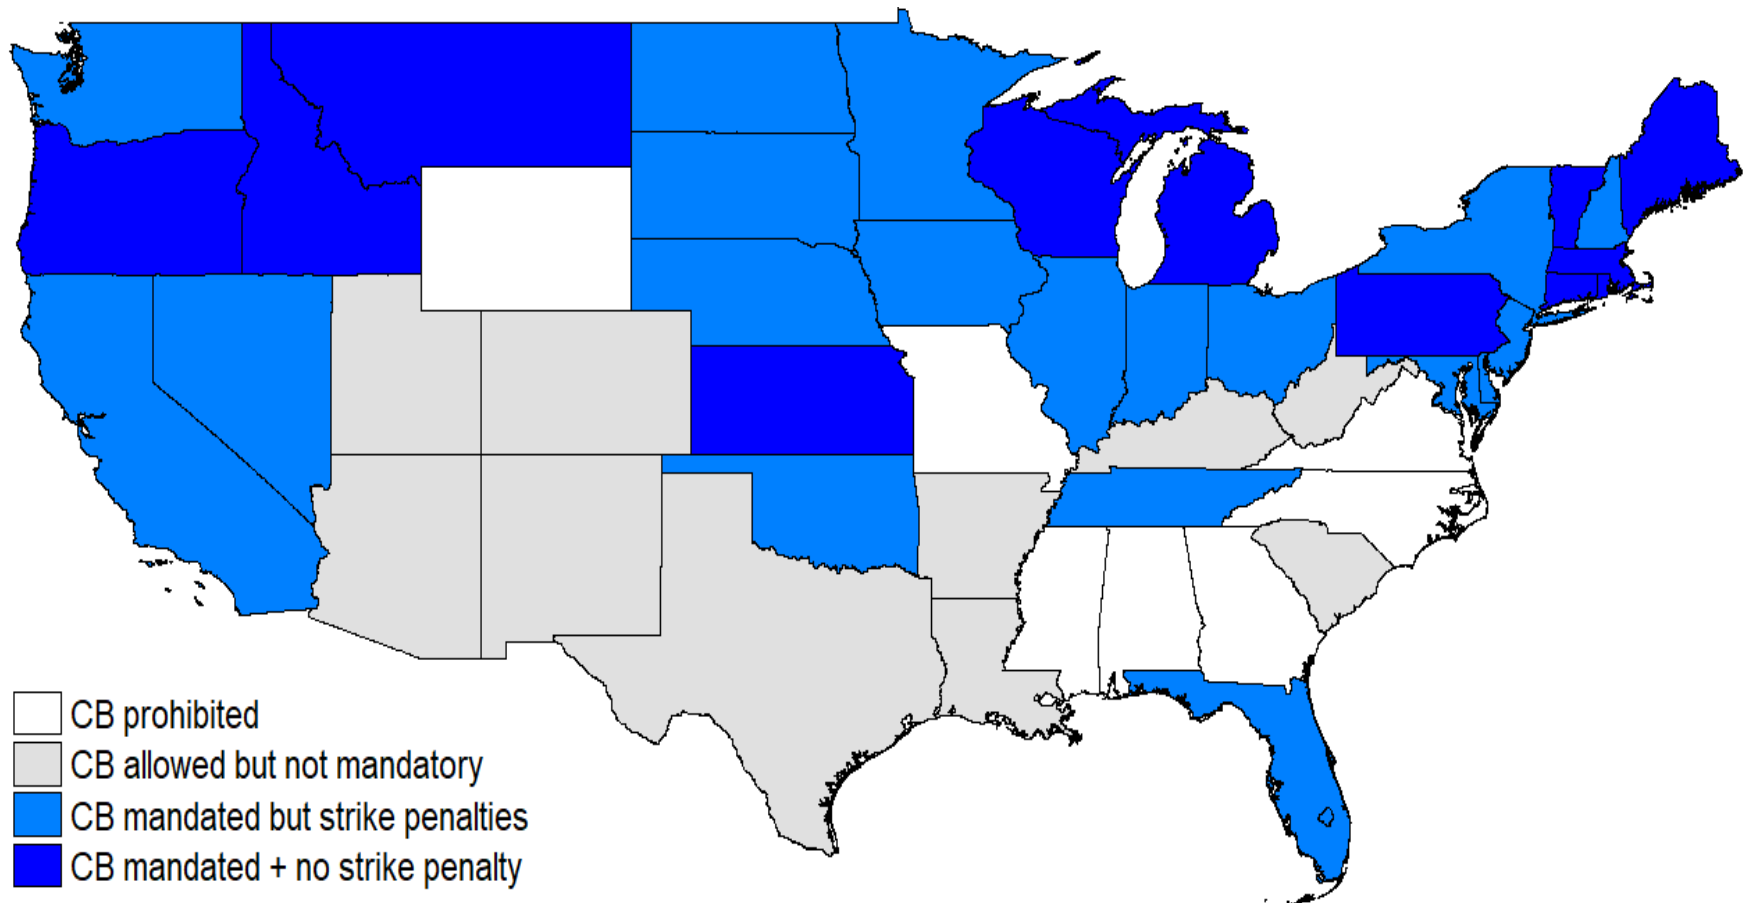 CB prohibited
CB allowed but not mandatory
CB mandated but strike penalties
CB mandated + no strike penalty